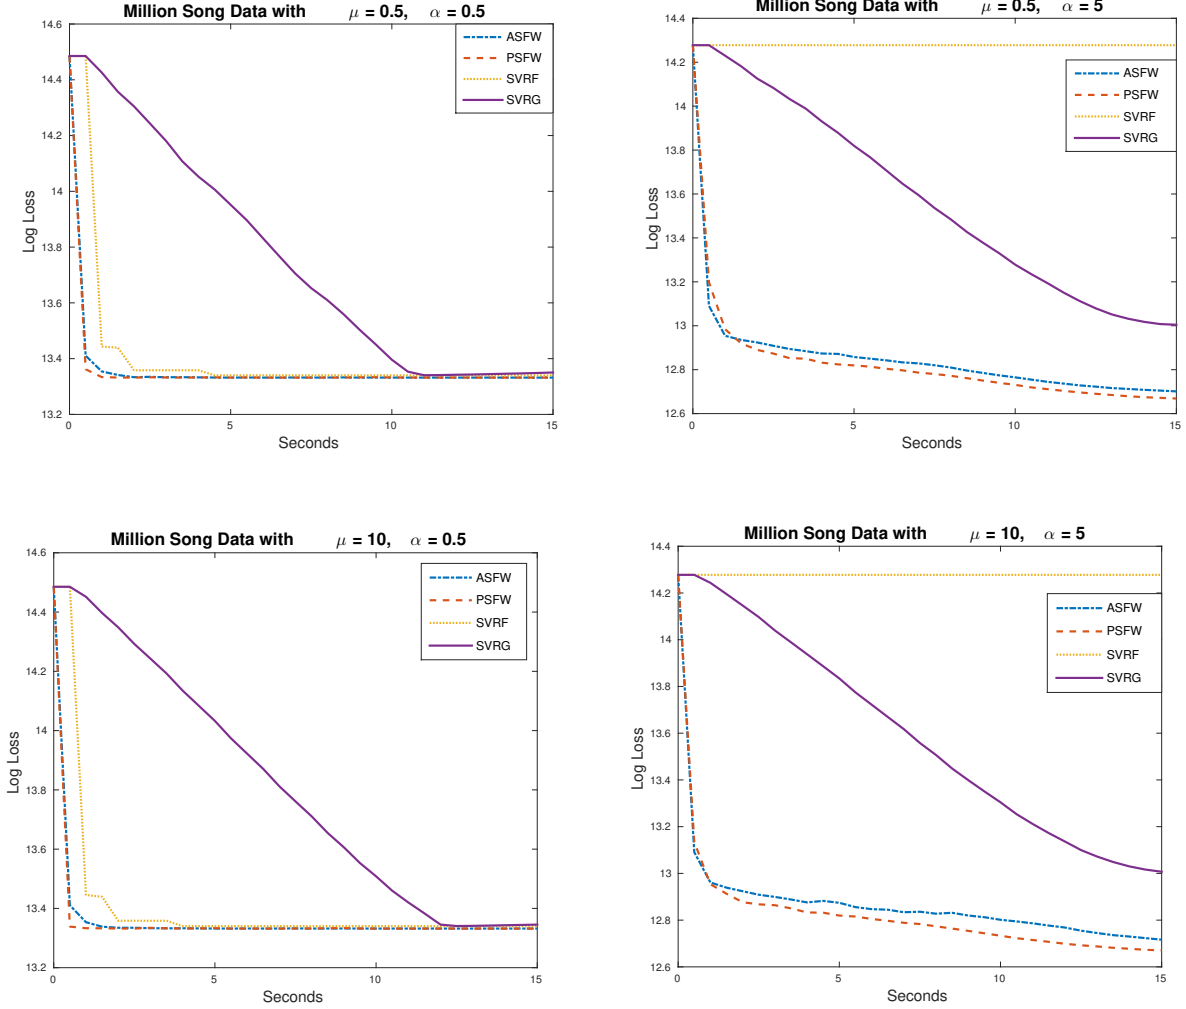 Million Song Data with μ = 0.5, α = 0.5
14.6
14.4
14.2
14
13.8
13.6
13.4
13.2
Log Loss
0 5 10 15
Seconds
ASFW
PSFW
SVRF
SVRG
Million Song Data with μ = 0.5, α = 5
14.4
14.2
14
13.8
13.6
13.4
13.2
13
12.8
12.6
Log Loss
0 5 10 15
Seconds
ASFW
PSFW
SVRF
SVRG
Million Song Data with μ = 10, α = 0.5
14.6
14.4
14.2
14
13.8
13.6
13.4
13.2
Log Loss
0 5 10 15
Seconds
ASFW
PSFW
SVRF
SVRG
Million Song Data with μ = 10, α = 5
14.4
14.2
14
13.8
13.6
13.4
13.2
13
12.8
12.6
Log Loss
0 5 10 15
Seconds
ASFW
PSFW
SVRF
SVRG